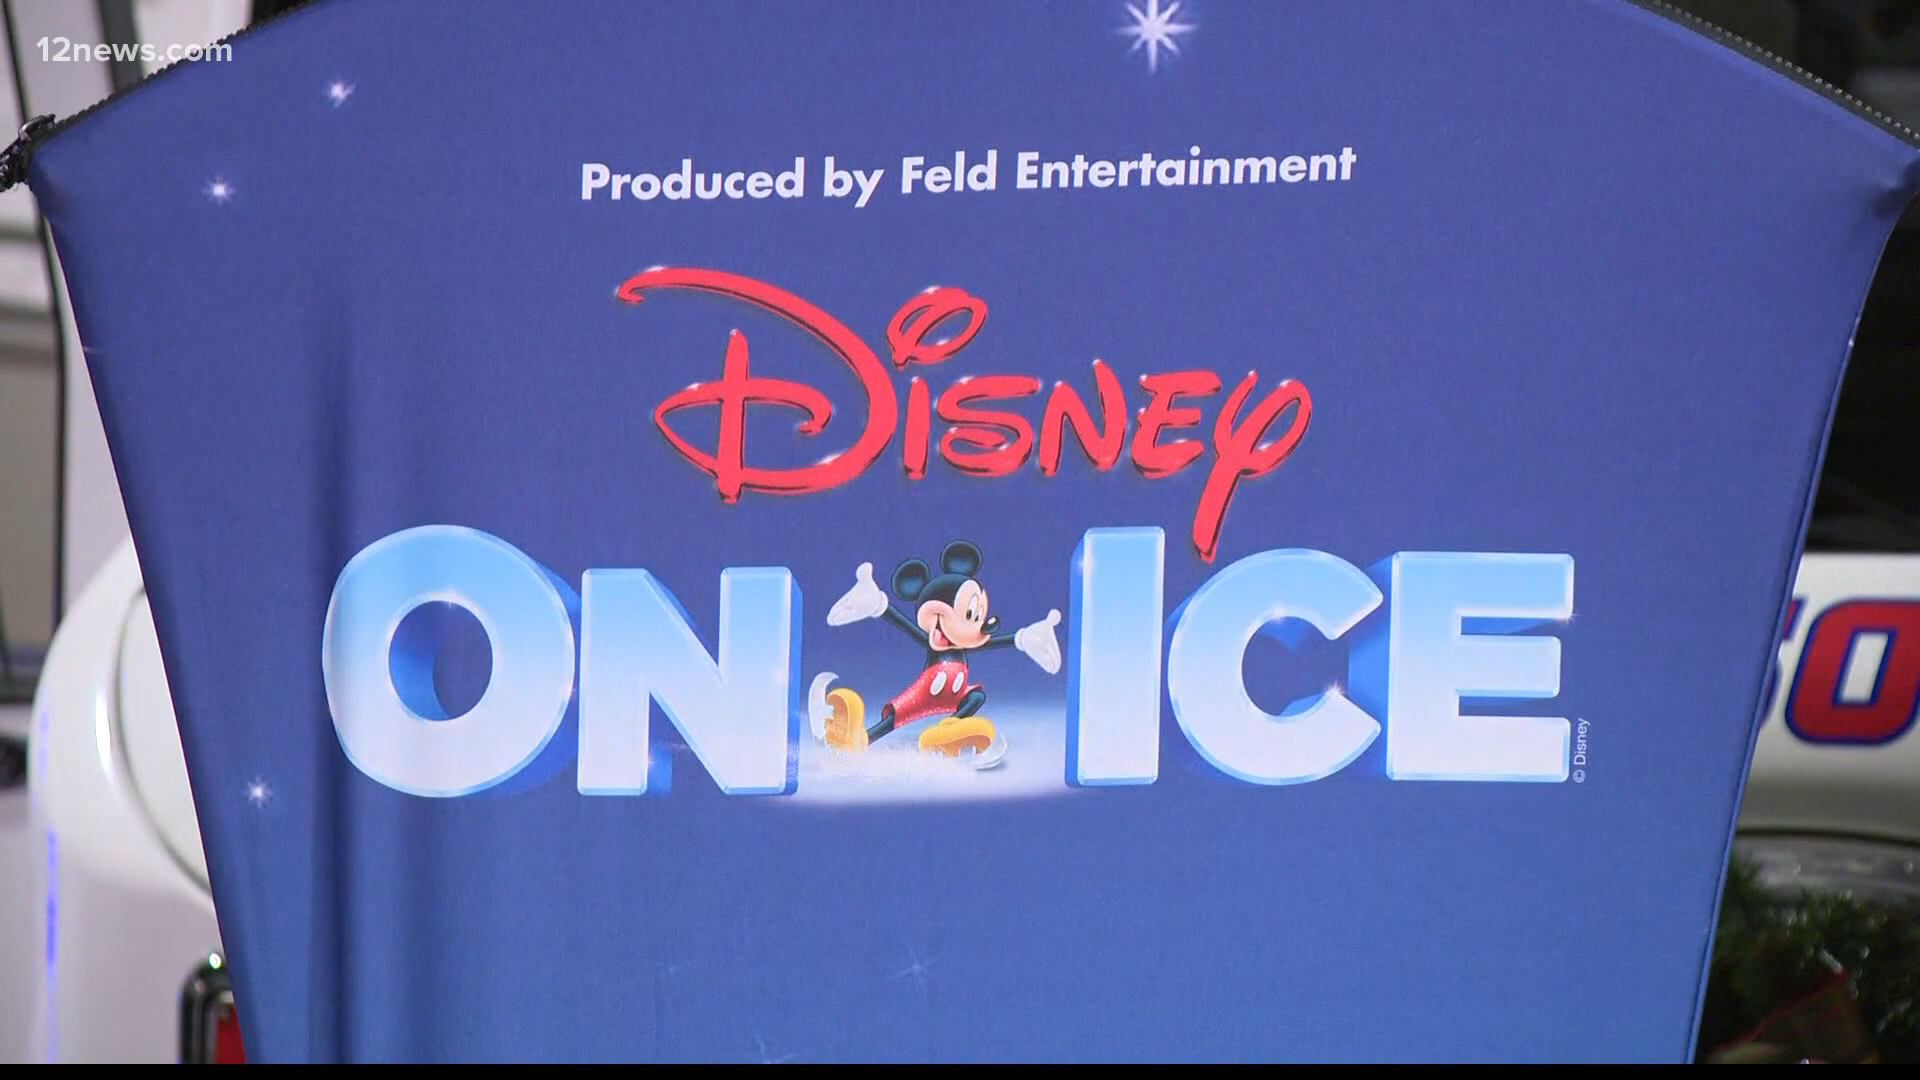 12news.com
Produced by Feld Entertainment
Disney
On Ice
© Disney